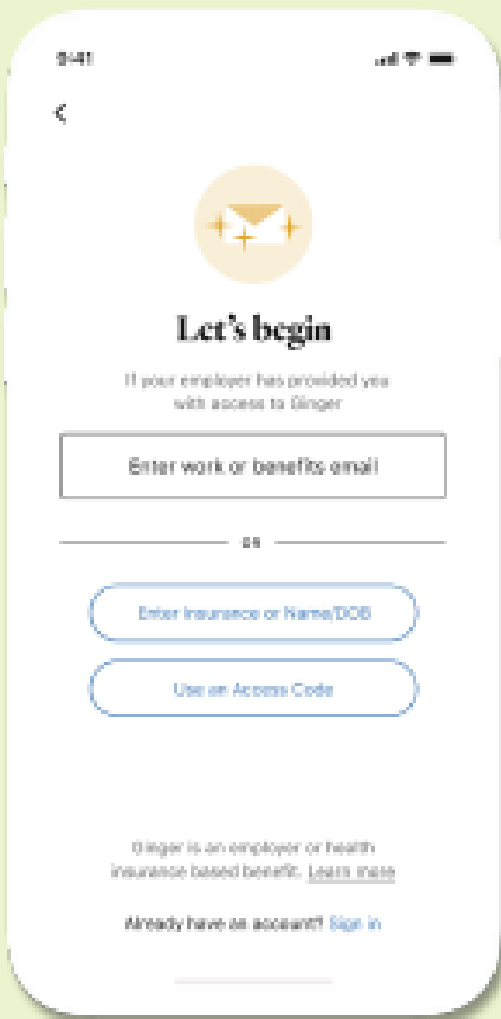 9:41
Let's begin
If your employer has provided you
with access to Ginger
Enter work or benefits email
OR
Enter Insurance or Name/DOB
Use an Access Code
Ginger is an employer or health
insurance based benefit. Learn more
Already have an account? Sign in